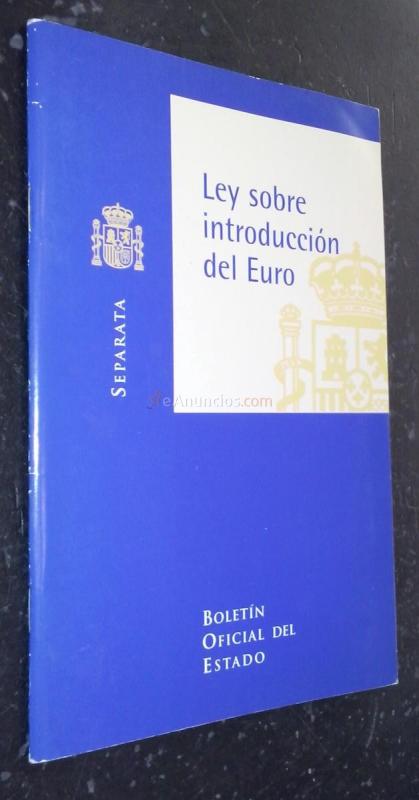 Ley sobre
introducción
del Euro
SEPARATA
eAnuncios.com
BOLETÍN
OFICIAL DEL
ESTADO